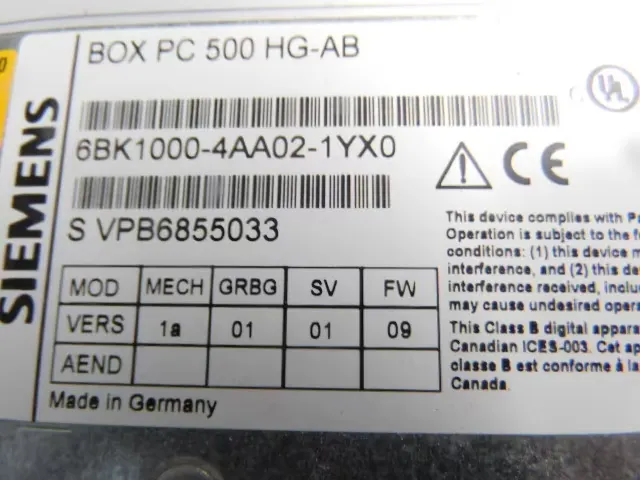 BOX PC 500 HG-AB
SIEMENS
6BK1000-4AA02-1YX0
S VPB6855033
CE
UL
MOD MECH GRBG SV FW
VERS 1a 01 01 09
AEND
Made in Germany
This device complies with
Operation is subject to the
conditions: (1) this device
interference, and (2) this
interference received,
may cause undesired
This Class B digital
Canadian ICES-003. Cet
classe B est conforme à la
Canada.